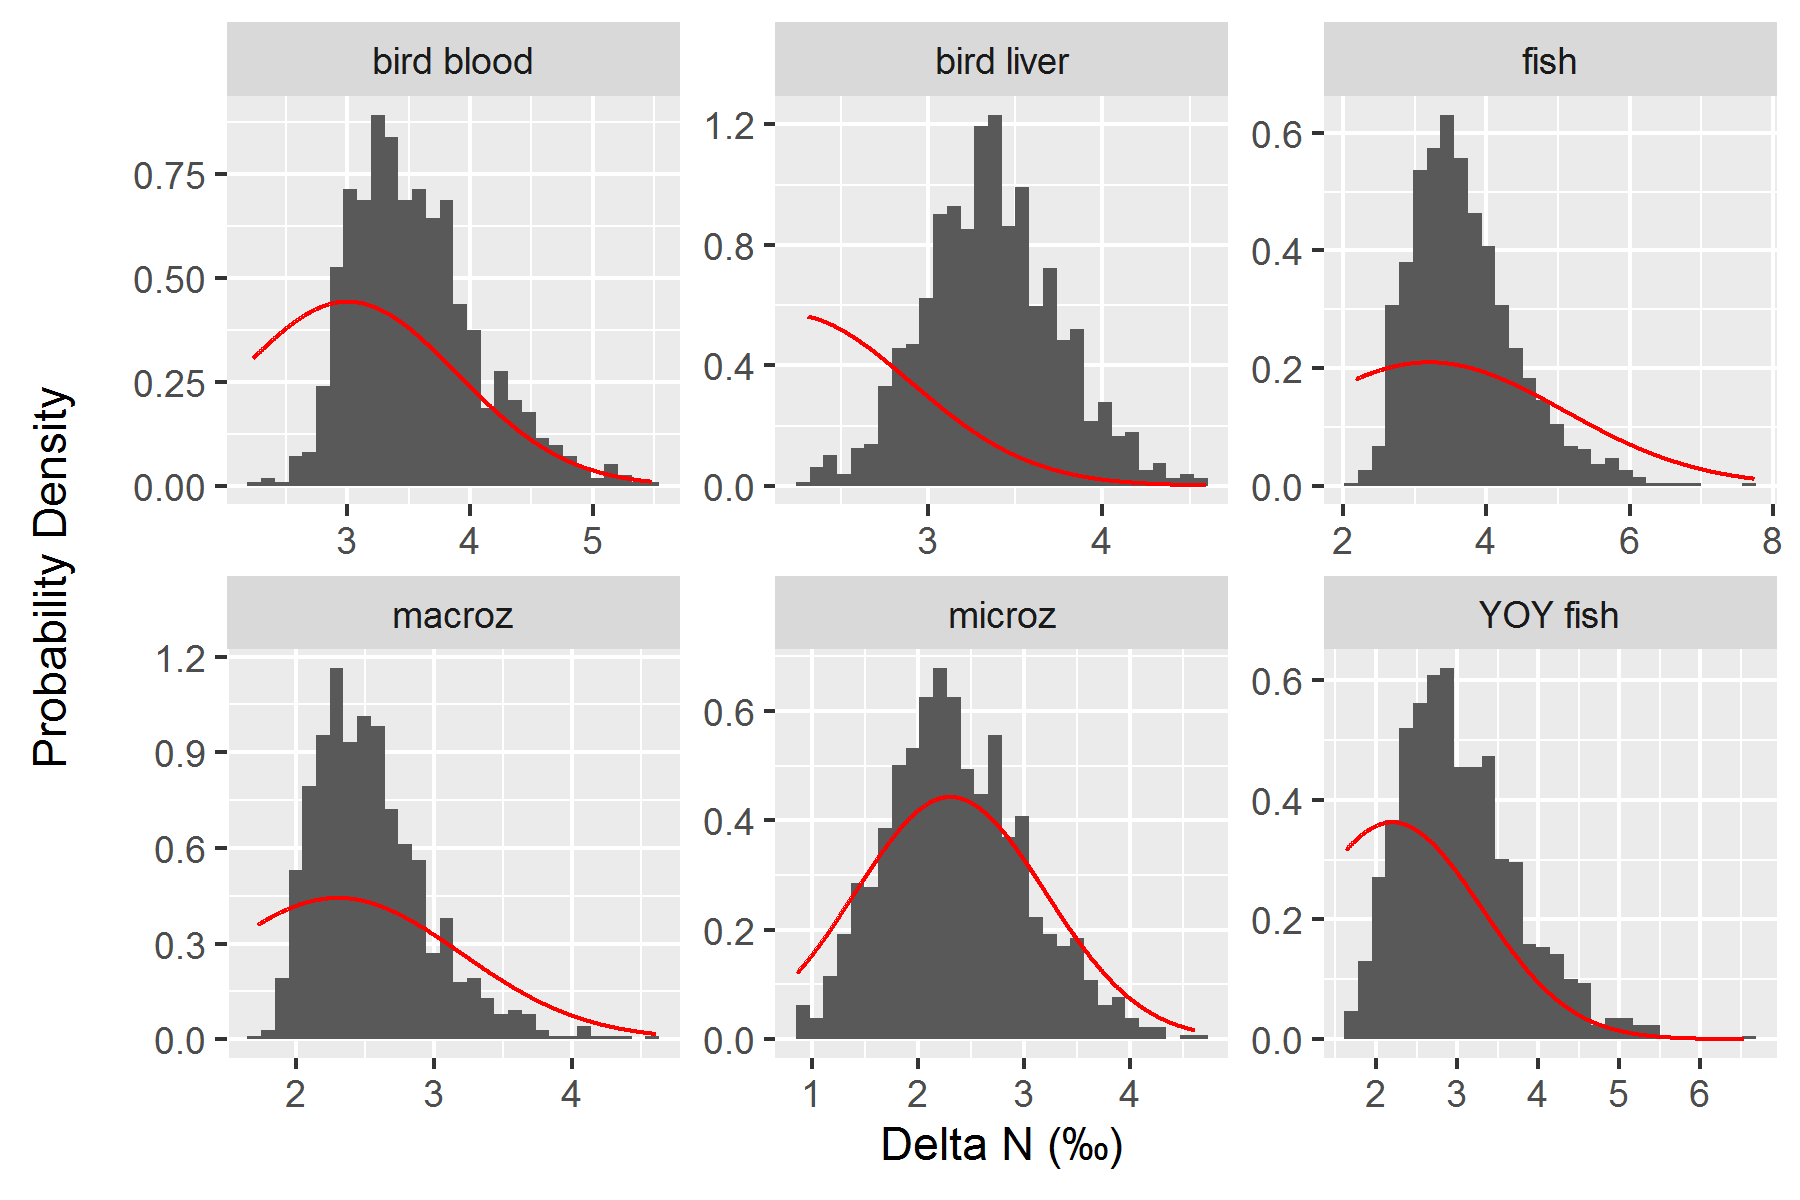 bird blood
bird liver
fish
0.75
0.50
0.25
0.00
3 4 5
1.2
0.8
0.4
0.0
3 4
0.6
0.4
0.2
0.0
2 4 6 8
Probability Density
macroz
microz
YOY fish
1.2
0.9
0.6
0.3
0.0
2 3 4
0.6
0.4
0.2
0.0
1 2 3 4
0.6
0.4
0.2
0.0
2 3 4 5 6
Delta N (‰)